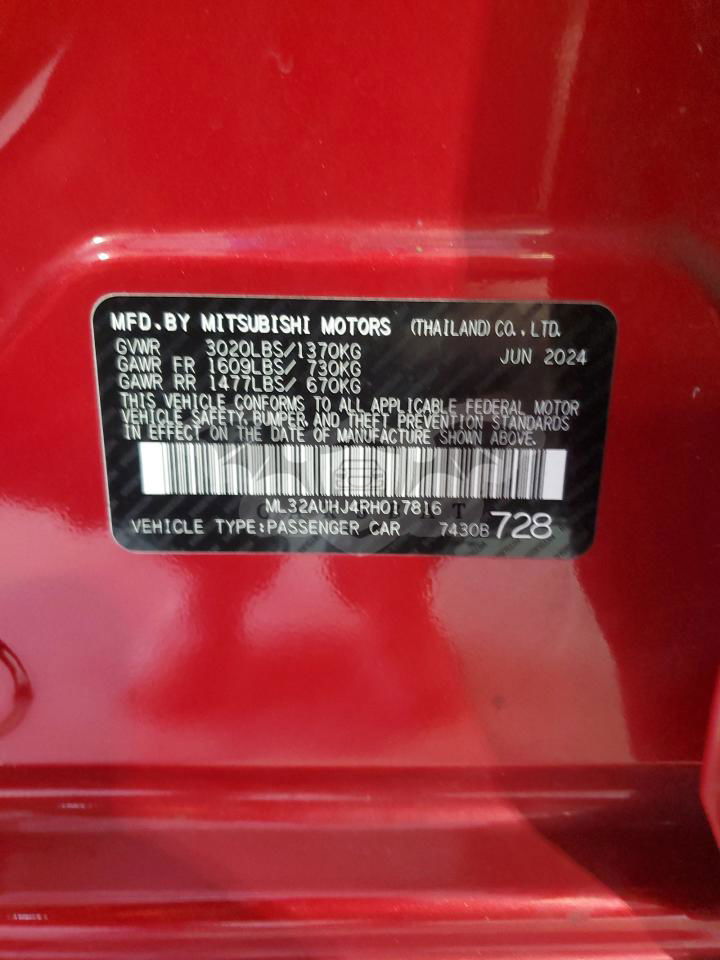 MFD.BY MITSUBISHI MOTORS (THAILAND)CO.,LTD.
GVWR 3020LBS/1370KG JUN 2024
GAWR FR 1609LBS/ 730KG
GAWR RR 1477LBS/ 670KG
THIS VEHICLE CONFORMS TO ALL APPLICABLE FEDERAL MOTOR
VEHICLE SAFETY, BUMPER, AND THEFT PREVENTION STANDARDS
IN EFFECT ON THE DATE OF MANUFACTURE SHOWN ABOVE.
ML32AUHJ4RH017816
VEHICLE TYPE:PASSENGER CAR 7430B 728